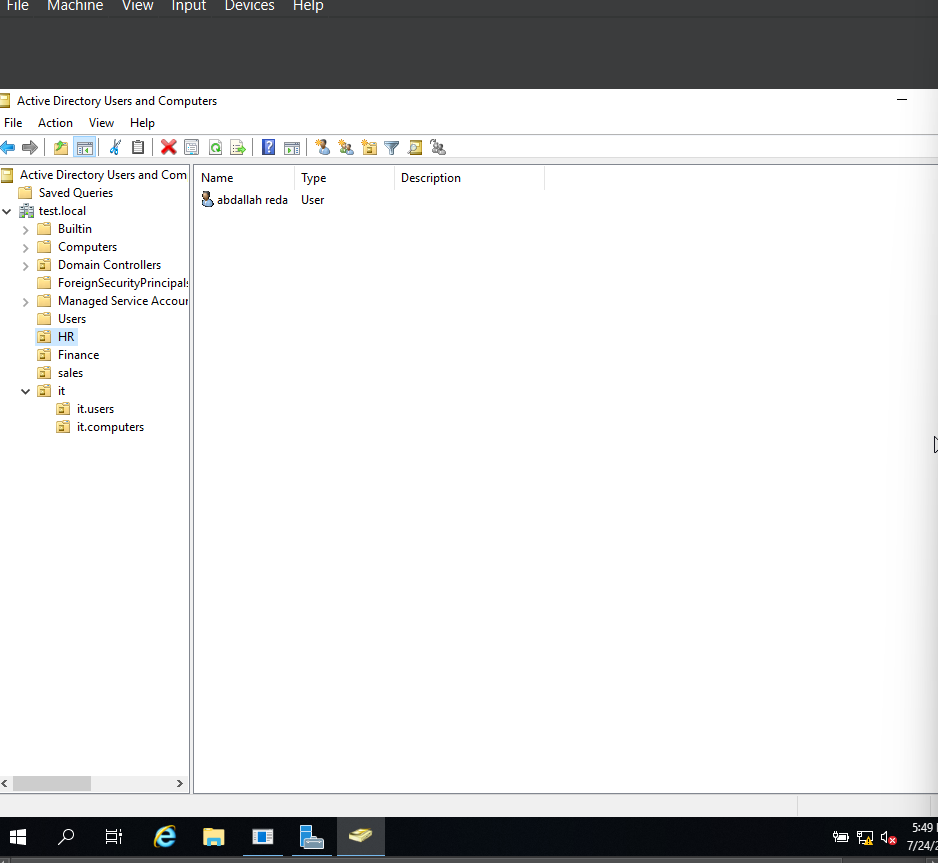 File Machine View Input Devices Help
Active Directory Users and Computers
File Action View Help
Active Directory Users and Com
Saved Queries
test.local
Builtin
Computers
Domain Controllers
ForeignSecurityPrincipals
Managed Service Accour
Users
HR
Finance
sales
it
it.users
it.computers
Name Type Description
abdallah reda User
5:49
7/24/2